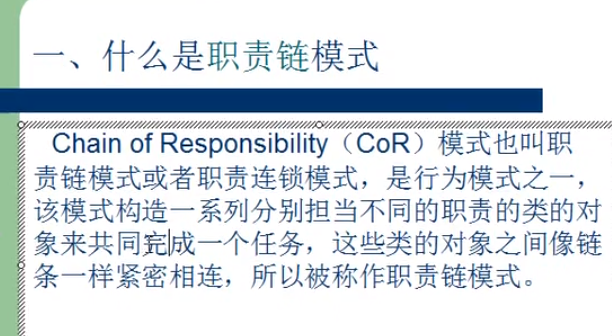 一、什么是职责链模式
Chain of Responsibility（CoR）模式也叫职
责链模式或者职责连锁模式，是行为模式之一，
该模式构造一系列分别担当不同的职责的类的对
象来共同完成一个任务，这些类的对象之间像链
条一样紧密相连，所以被称作职责链模式。